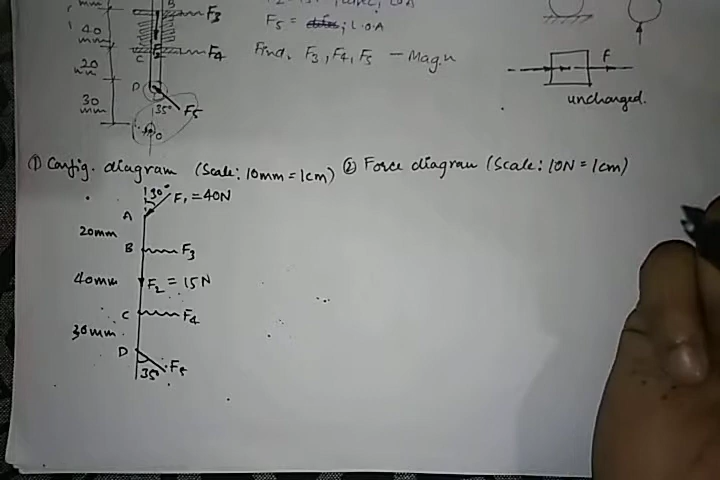 B
F3
F5 = ; L.O.A
40
mm
F4
Find, F3, F4, F5 - Magn
C
F2
20
D
30
mm
35°
F5
O
F
uncharged.
① Config. diagram (Scale: 10mm = 1cm) ② Force diagram (Scale: 10N = 1cm)
30°
F1 = 40N
A
20mm
B
F3
40mm
F2 = 15N
C
F4
30mm
D
F5
35°